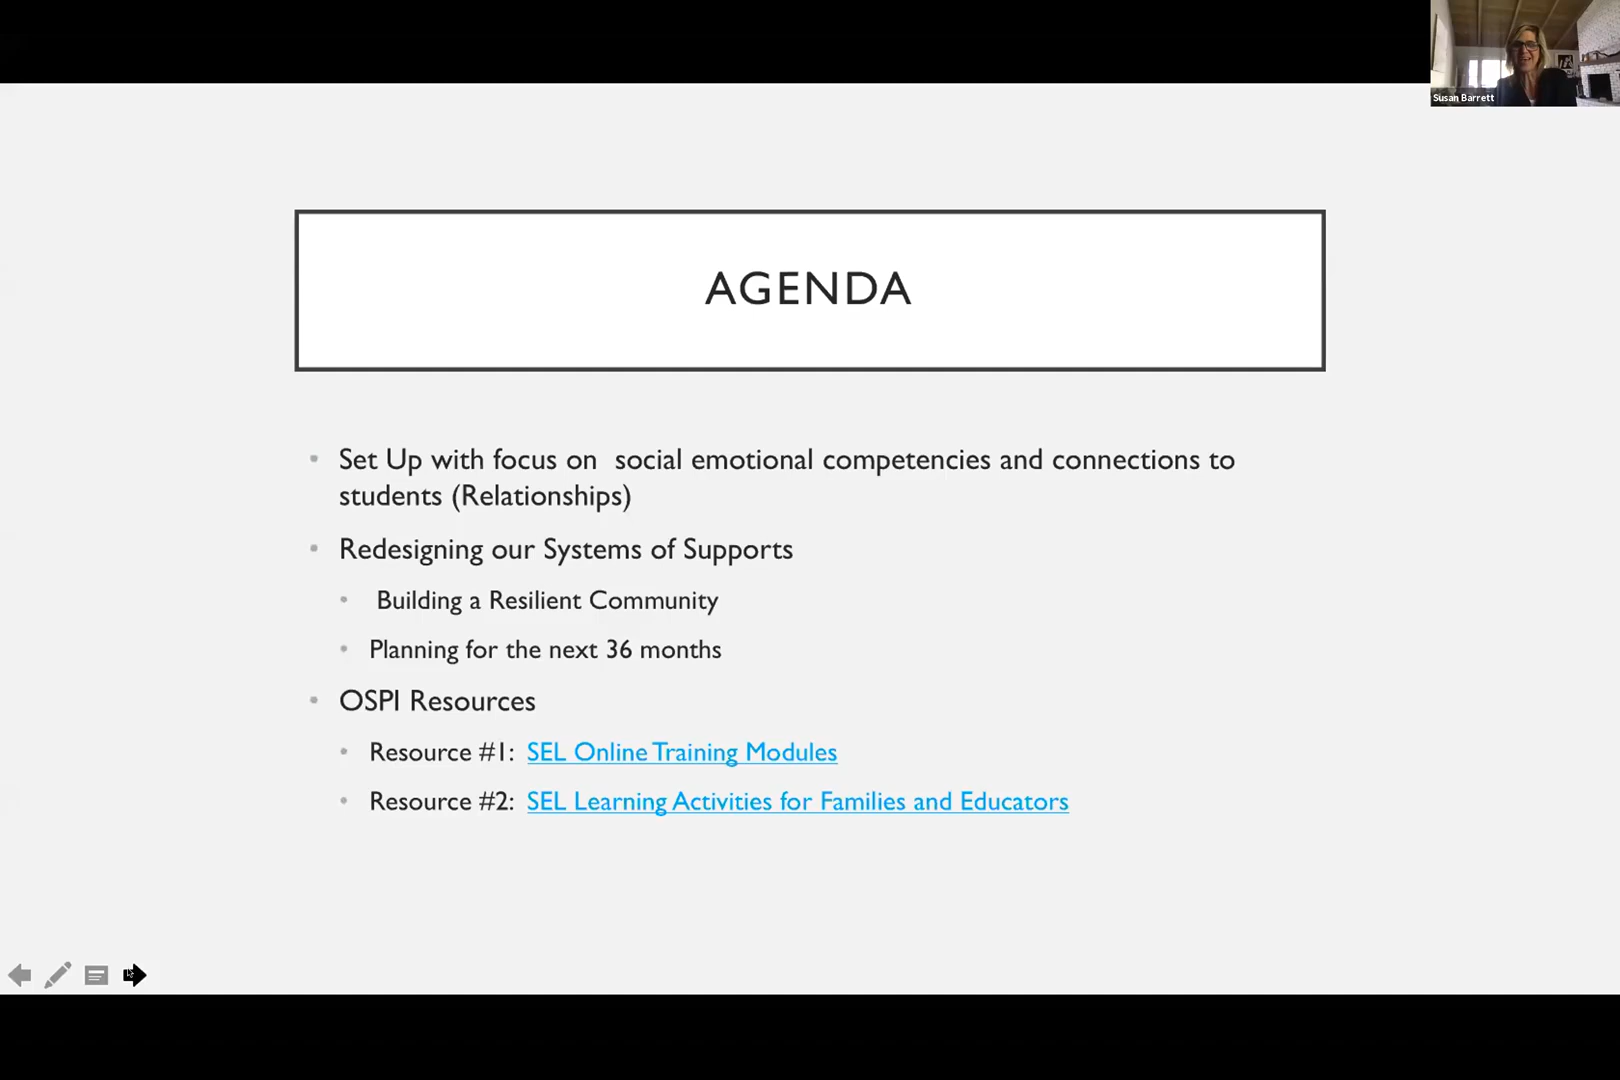 Susan Barrett
AGENDA
• Set Up with focus on  social emotional competencies and connections to
students (Relationships)
• Redesigning our Systems of Supports
• Building a Resilient Community
• Planning for the next 36 months
• OSPI Resources
• Resource #1: SEL Online Training Modules
• Resource #2: SEL Learning Activities for Families and Educators